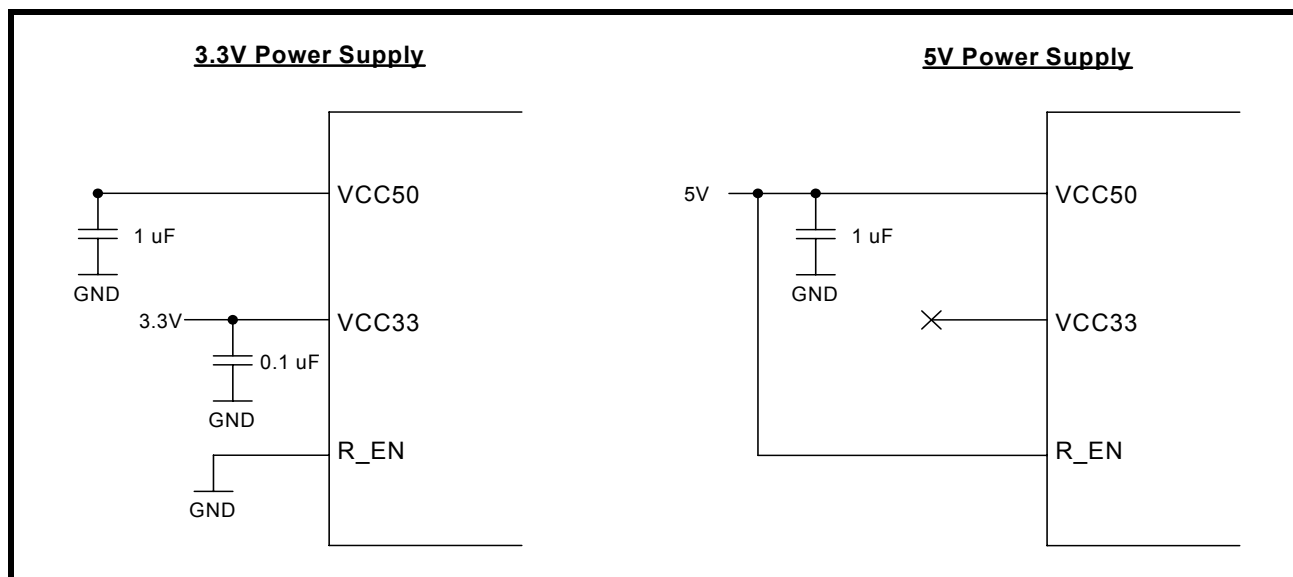 3.3V Power Supply
VCC50
1 uF
GND
3.3V
VCC33
0.1 uF
GND
R_EN
GND
5V Power Supply
5V
VCC50
1 uF
GND
VCC33
R_EN